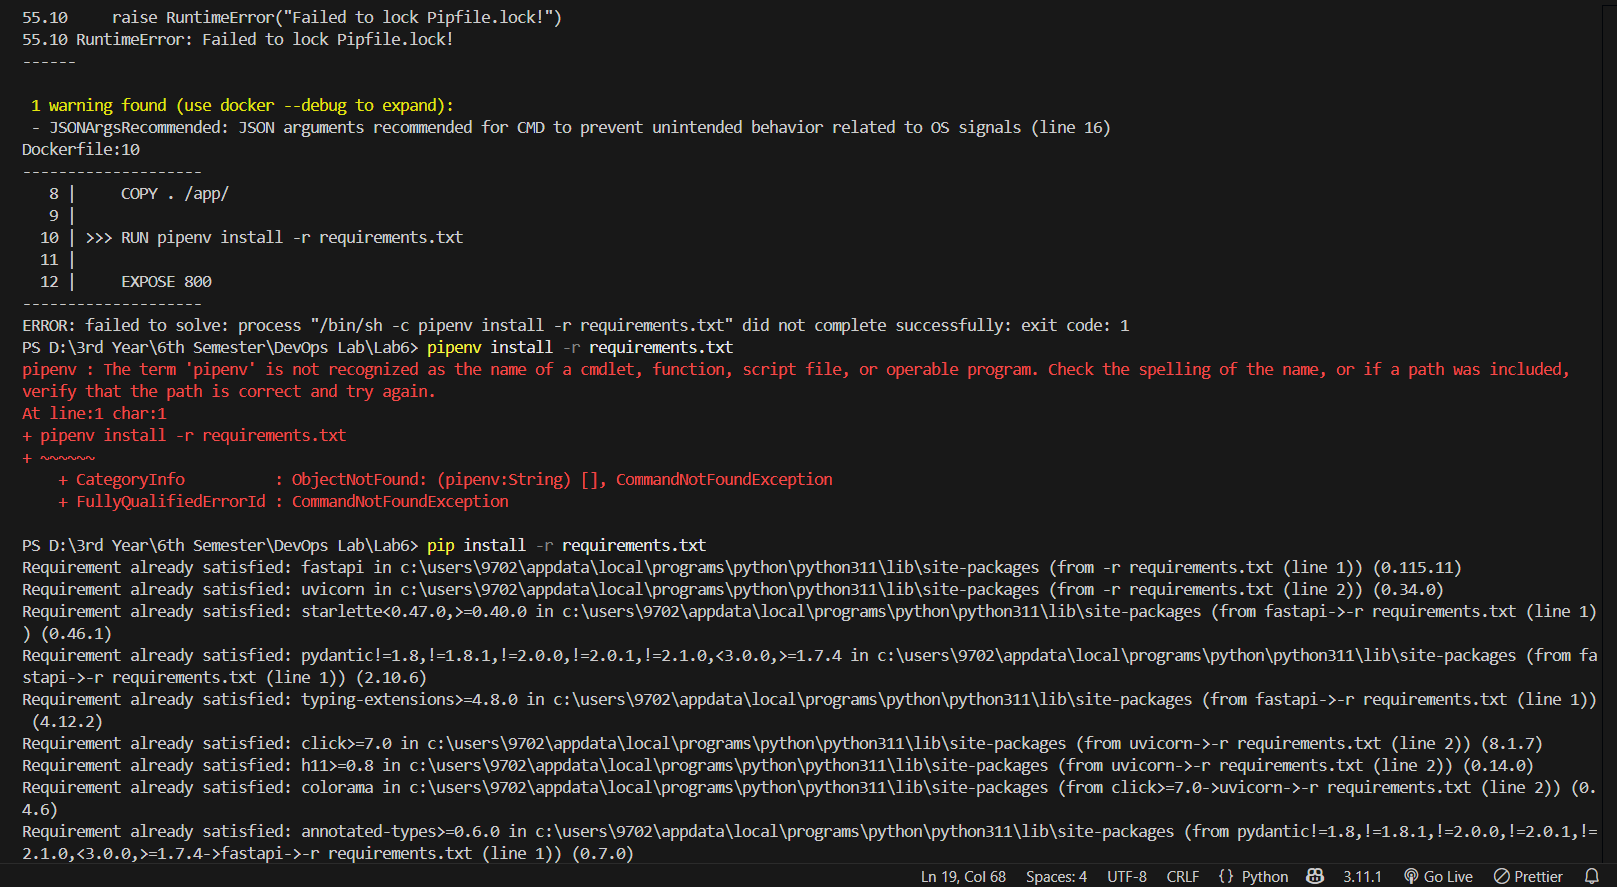 55.10     raise RuntimeError("Failed to lock Pipfile.lock!")
55.10 RuntimeError: Failed to lock Pipfile.lock!
------
 1 warning found (use docker --debug to expand):
 - JSONArgsRecommended: JSON arguments recommended for CMD to prevent unintended behavior related to OS signals (line 16)
Dockerfile:10
--------------------
   8 |     COPY . /app/
   9 |
  10 | >>> RUN pipenv install -r requirements.txt
  11 |
  12 |     EXPOSE 800
--------------------
ERROR: failed to solve: process "/bin/sh -c pipenv install -r requirements.txt" did not complete successfully: exit code: 1
PS D:\3rd Year\6th Semester\DevOps Lab\Lab6> pipenv install -r requirements.txt
pipenv : The term 'pipenv' is not recognized as the name of a cmdlet, function, script file, or operable program. Check the spelling of the name, or if a path was included,
verify that the path is correct and try again.
At line:1 char:1
+ pipenv install -r requirements.txt
+ ~~~~~~
    + CategoryInfo          : ObjectNotFound: (pipenv:String) [], CommandNotFoundException
    + FullyQualifiedErrorId : CommandNotFoundException
PS D:\3rd Year\6th Semester\DevOps Lab\Lab6> pip install -r requirements.txt
Requirement already satisfied: fastapi in c:\users\9702\appdata\local\programs\python\python311\lib\site-packages (from -r requirements.txt (line 1)) (0.115.11)
Requirement already satisfied: uvicorn in c:\users\9702\appdata\local\programs\python\python311\lib\site-packages (from -r requirements.txt (line 2)) (0.34.0)
Requirement already satisfied: starlette<0.47.0,>=0.40.0 in c:\users\9702\appdata\local\programs\python\python311\lib\site-packages (from fastapi->-r requirements.txt (line 1)
) (0.46.1)
Requirement already satisfied: pydantic!=1.8,!=1.8.1,!=2.0.0,!=2.0.1,!=2.1.0,<3.0.0,>=1.7.4 in c:\users\9702\appdata\local\programs\python\python311\lib\site-packages (from fa
stapi->-r requirements.txt (line 1)) (2.10.6)
Requirement already satisfied: typing-extensions>=4.8.0 in c:\users\9702\appdata\local\programs\python\python311\lib\site-packages (from fastapi->-r requirements.txt (line 1))
 (4.12.2)
Requirement already satisfied: click>=7.0 in c:\users\9702\appdata\local\programs\python\python311\lib\site-packages (from uvicorn->-r requirements.txt (line 2)) (8.1.7)
Requirement already satisfied: h11>=0.8 in c:\users\9702\appdata\local\programs\python\python311\lib\site-packages (from uvicorn->-r requirements.txt (line 2)) (0.14.0)
Requirement already satisfied: colorama in c:\users\9702\appdata\local\programs\python\python311\lib\site-packages (from click>=7.0->uvicorn->-r requirements.txt (line 2)) (0.
4.6)
Requirement already satisfied: annotated-types>=0.6.0 in c:\users\9702\appdata\local\programs\python\python311\lib\site-packages (from pydantic!=1.8,!=1.8.1,!=2.0.0,!=2.0.1,!=
2.1.0,<3.0.0,>=1.7.4->fastapi->-r requirements.txt (line 1)) (0.7.0)
Ln 19, Col 68 Spaces: 4 UTF-8 CRLF {} Python 3.11.1 Go Live Prettier